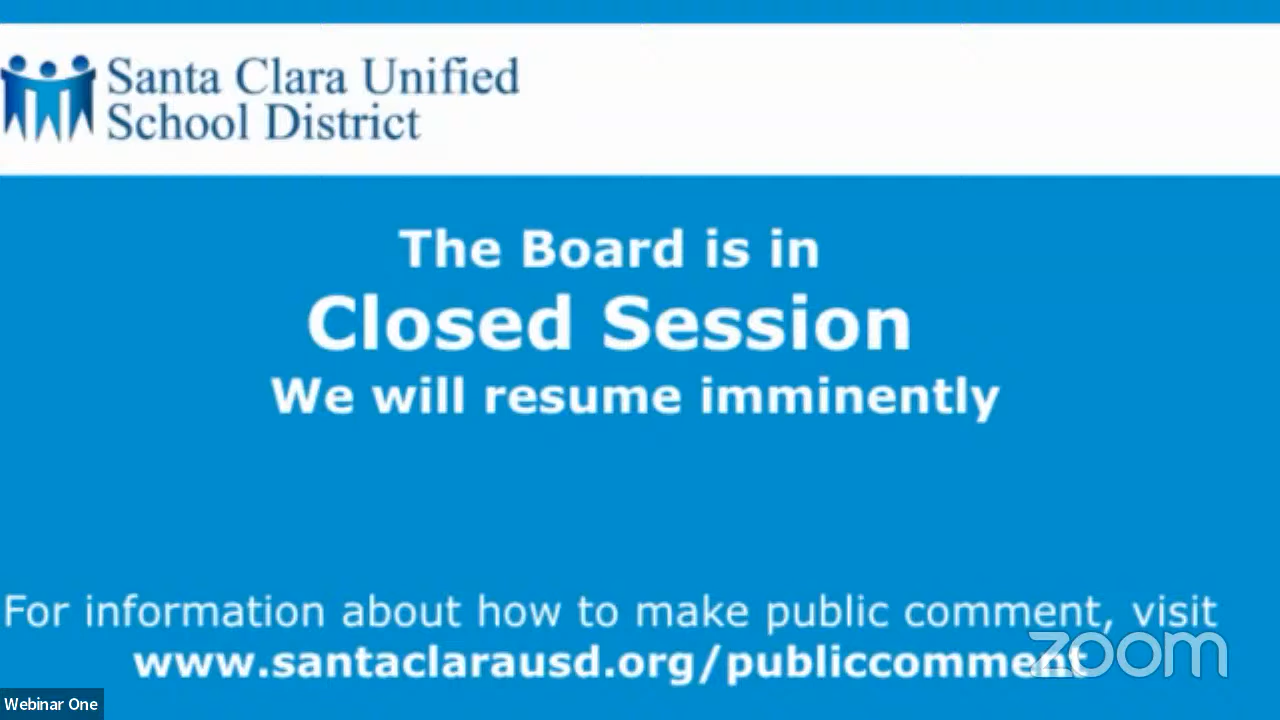 Santa Clara Unified
School District
The Board is in
Closed Session
We will resume imminently
For information about how to make public comment, visit
www.santaclarausd.org/publiccomment
zoom
Webinar One